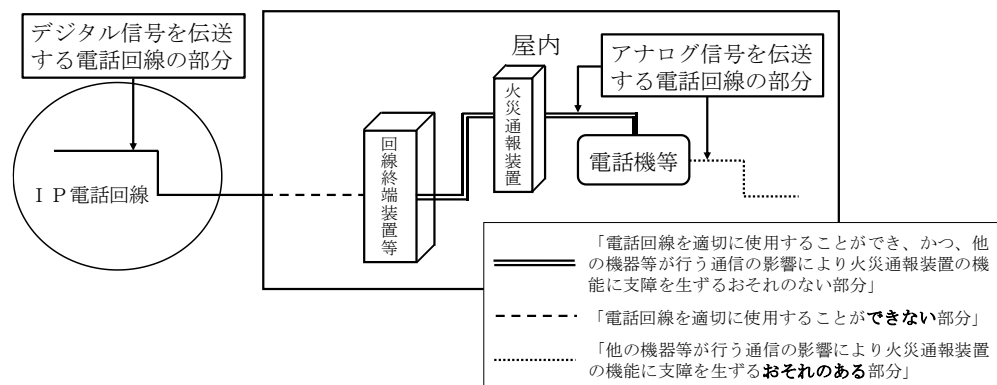 デジタル信号を伝送
する電話回線の部分
屋内
アナログ信号を伝送
する電話回線の部分
火災通報装置
回線終端装置等
電話機等
ＩＰ電話回線
「電話回線を適切に使用することができ、かつ、他
の機器等が行う通信の影響により火災通報装置の機
能に支障を生ずるおそれのない部分」
「電話回線を適切に使用することができない部分」
「他の機器等が行う通信の影響により火災通報装置
の機能に支障を生ずるおそれのある部分」